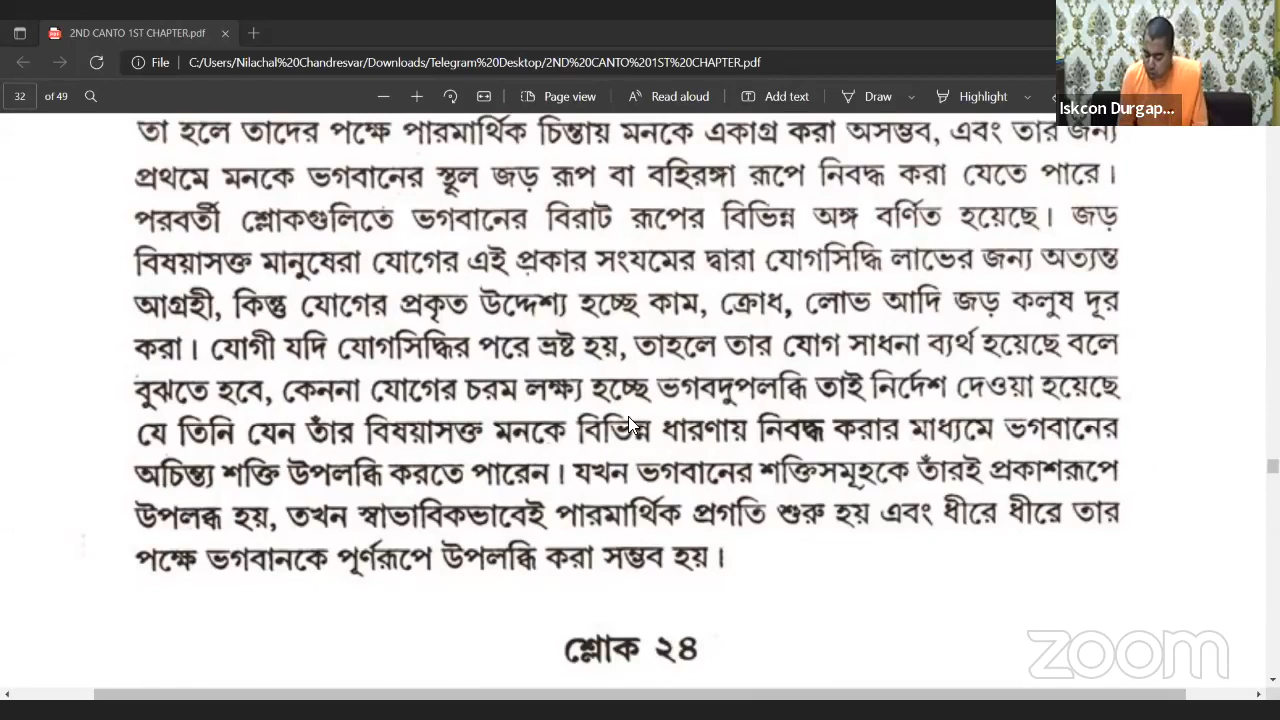 2ND CANTO 1ST CHAPTER.pdf
File C:/Users/Nilachal%20Chandresvar/Downloads/Telegram%20Desktop/2ND%20CANTO%201ST%20CHAPTER.pdf
32 of 49 Page view Read aloud Add text Draw Highlight
Iskcon Durgap...
তা হলে তাদের পক্ষে পারমার্থিক চিন্তায় মনকে একাগ্র করা অসম্ভব, এবং তার জন্য
প্রথমে মনকে ভগবানের স্থূল জড় রূপ বা বহিরঙ্গা রূপে নিবদ্ধ করা যেতে পারে।
পরবর্তী শ্লোকগুলিতে ভগবানের বিরাট রূপের বিভিন্ন অঙ্গ বর্ণিত হয়েছে। জড়
বিষয়াসক্ত মানুষেরা যোগের এই প্রকার সংযমের দ্বারা যোগসিদ্ধি লাভের জন্য অত্যন্ত
আগ্রহী, কিন্তু যোগের প্রকৃত উদ্দেশ্য হচ্ছে কাম, ক্রোধ, লোভ আদি জড় কলুষ দূর
করা। যোগী যদি যোগসিদ্ধির পরে ভ্রষ্ট হয়, তাহলে তার যোগ সাধনা ব্যর্থ হয়েছে বলে
বুঝতে হবে, কেননা যোগের চরম লক্ষ্য হচ্ছে ভগবদুপলব্ধি তাই নির্দেশ দেওয়া হয়েছে
যে তিনি যেন তাঁর বিষয়াসক্ত মনকে বিভিন্ন ধারণায় নিবদ্ধ করার মাধ্যমে ভগবানের
অচিন্ত্য শক্তি উপলব্ধি করতে পারেন। যখন ভগবানের শক্তিসমূহকে তাঁরই প্রকাশরূপে
উপলব্ধ হয়, তখন স্বাভাবিকভাবেই পারমার্থিক প্রগতি শুরু হয় এবং ধীরে ধীরে তার
পক্ষে ভগবানকে পূর্ণরূপে উপলব্ধি করা সম্ভব হয়।
শ্লোক ২৪
zoom